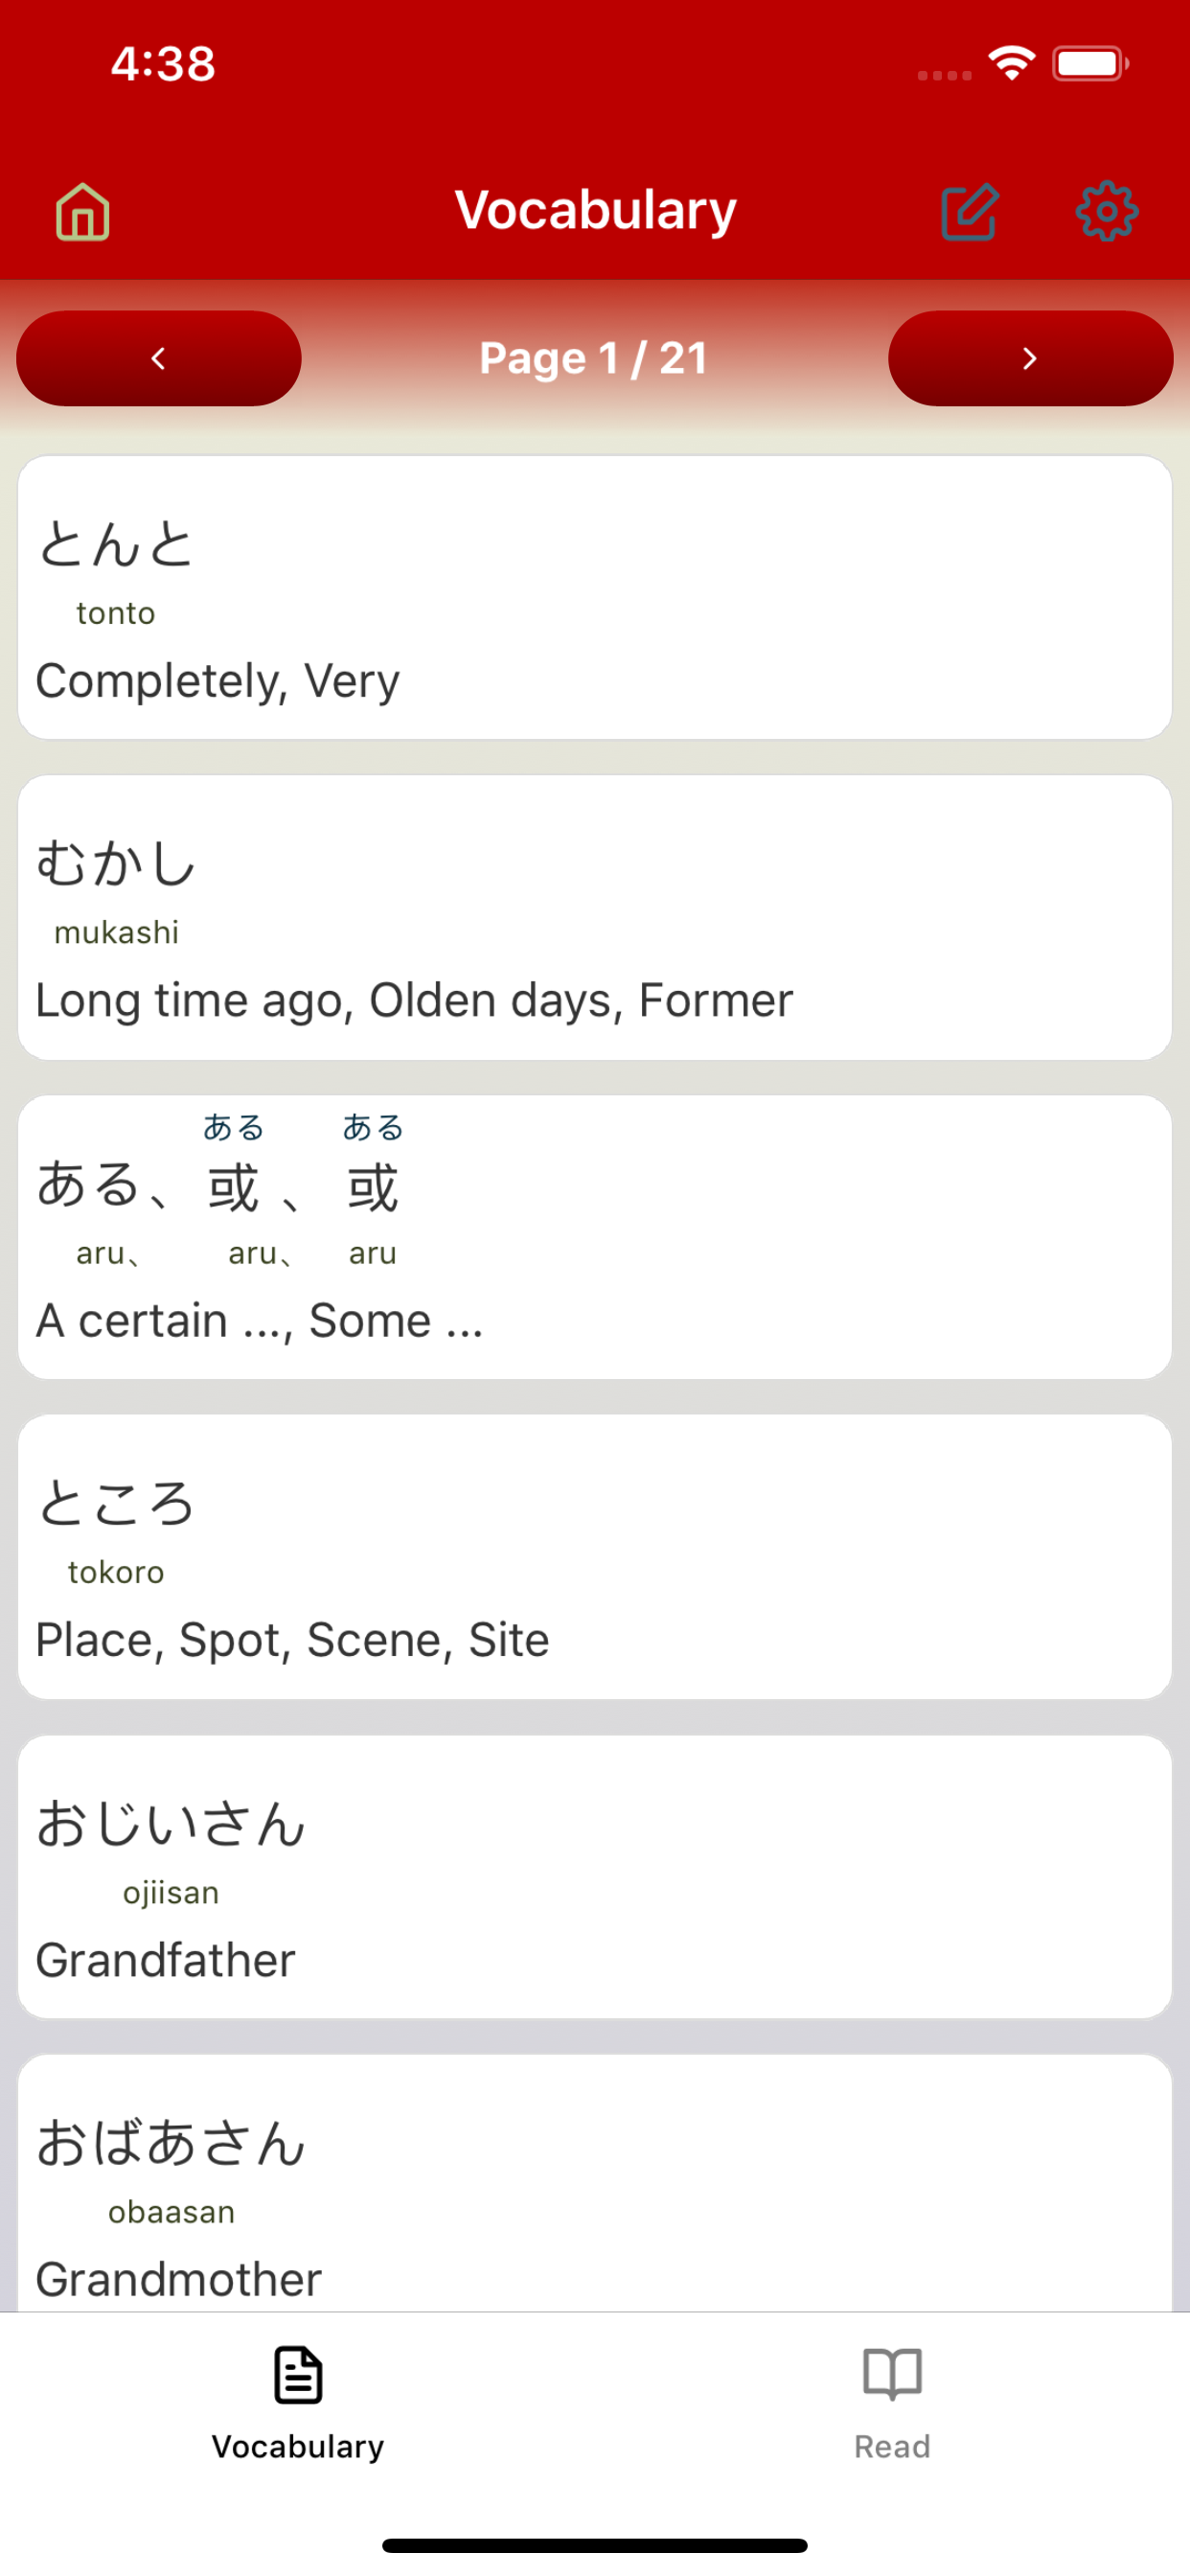 4:38
Vocabulary
Page 1 / 21
とんと
tonto
Completely, Very
むかし
mukashi
Long time ago, Olden days, Former
ある ある
ある、或、或
aru、 aru、 aru
A certain ..., Some ...
ところ
tokoro
Place, Spot, Scene, Site
おじいさん
ojiisan
Grandfather
おばあさん
obaasan
Grandmother
Vocabulary
Read